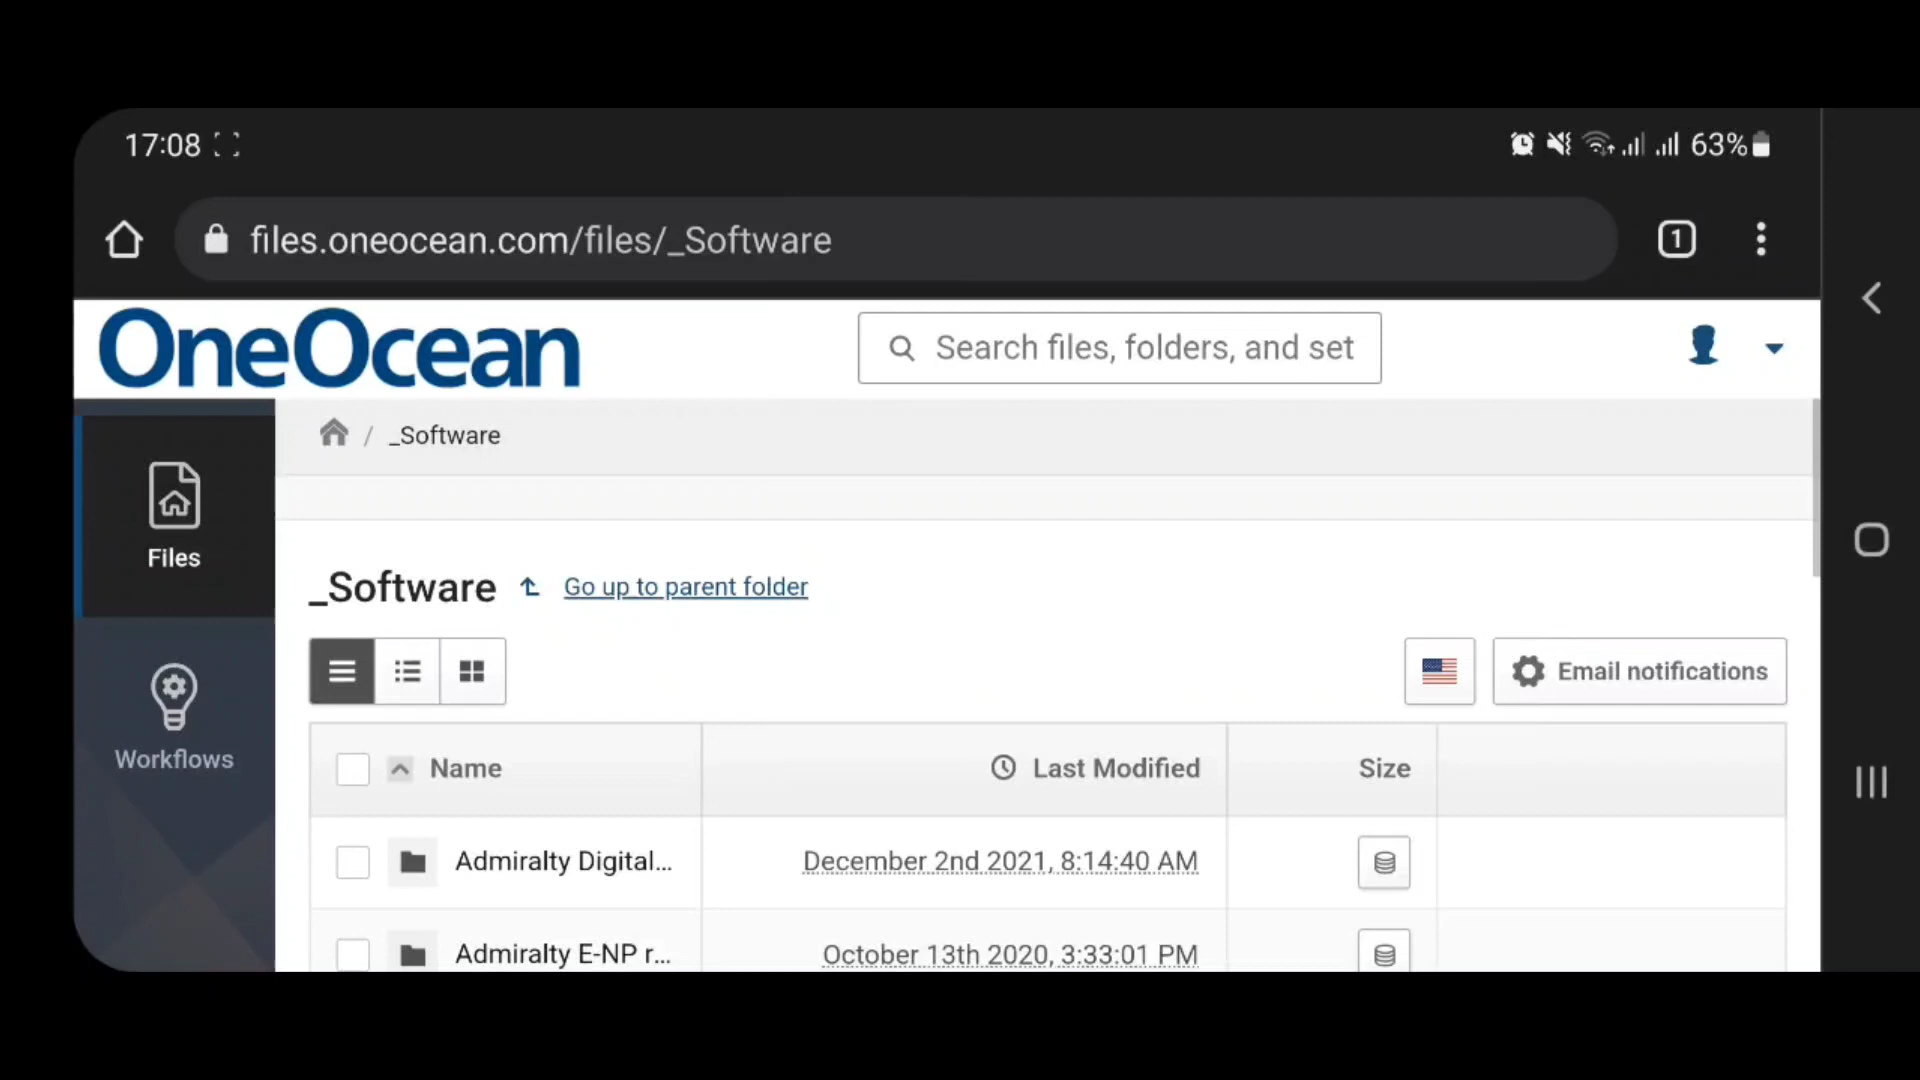 17:08
63%
files.oneocean.com/files/_Software
1
OneOcean
Search files, folders, and set
/ _Software
Files
_Software Go up to parent folder
Email notifications
Workflows
Name Last Modified Size
Admiralty Digital... December 2nd 2021, 8:14:40 AM
Admiralty E-NP r... October 13th 2020, 3:33:01 PM